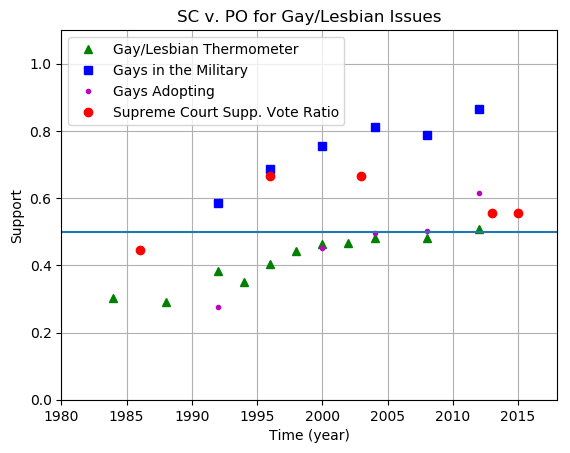 SC v. PO for Gay/Lesbian Issues
Gay/Lesbian Thermometer
Gays in the Military
Gays Adopting
Supreme Court Supp. Vote Ratio
1.0
0.8
0.6
0.4
0.2
0.0
Support
1980 1985 1990 1995 2000 2005 2010 2015
Time (year)